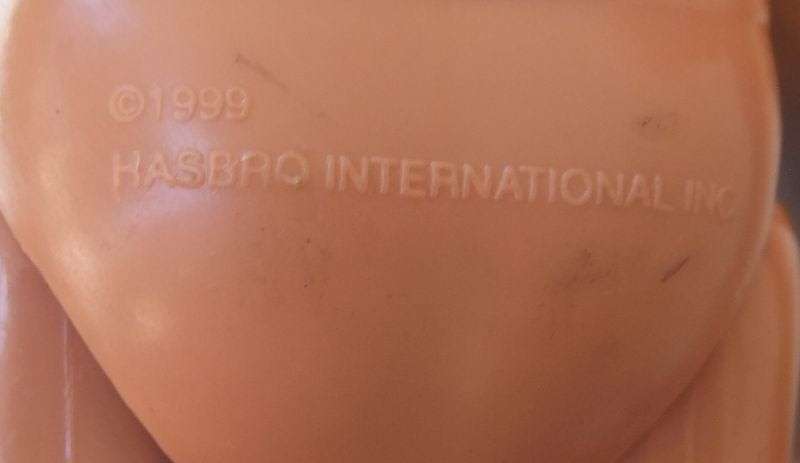 ©1999
HASBRO INTERNATIONAL INC